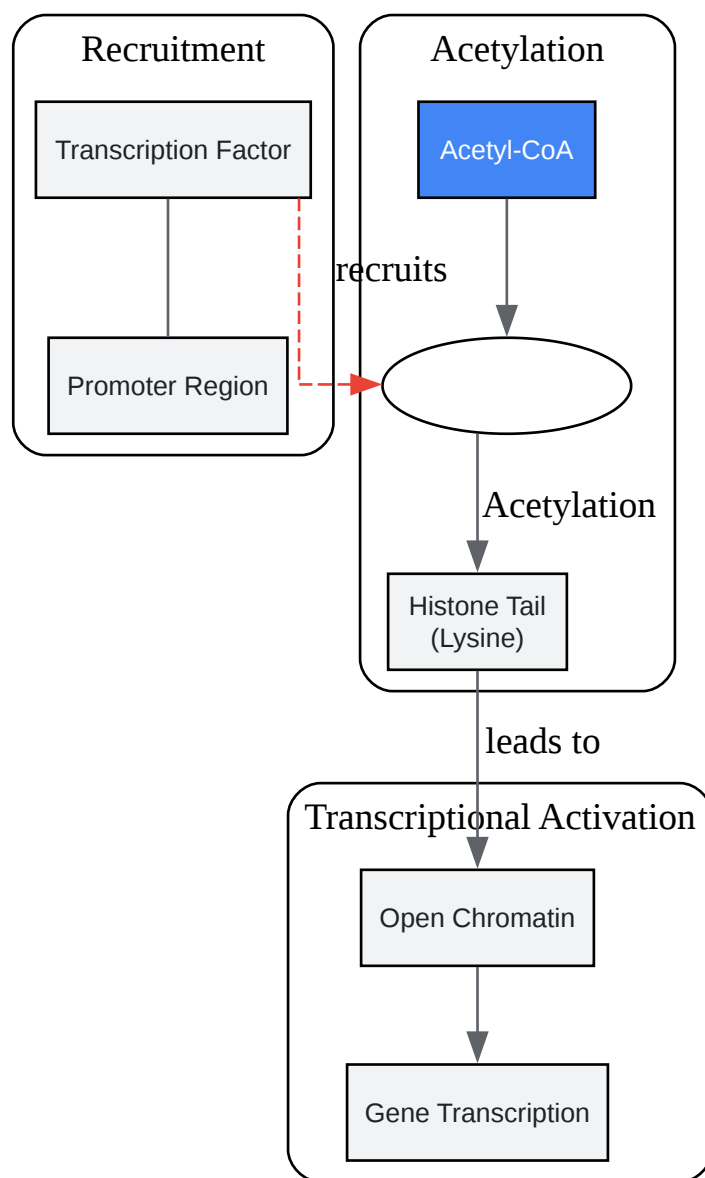 Recruitment
Transcription Factor
Promoter Region
recruits
Acetylation
Acetyl-CoA
Acetylation
Histone Tail
(Lysine)
leads to
Transcriptional Activation
Open Chromatin
Gene Transcription